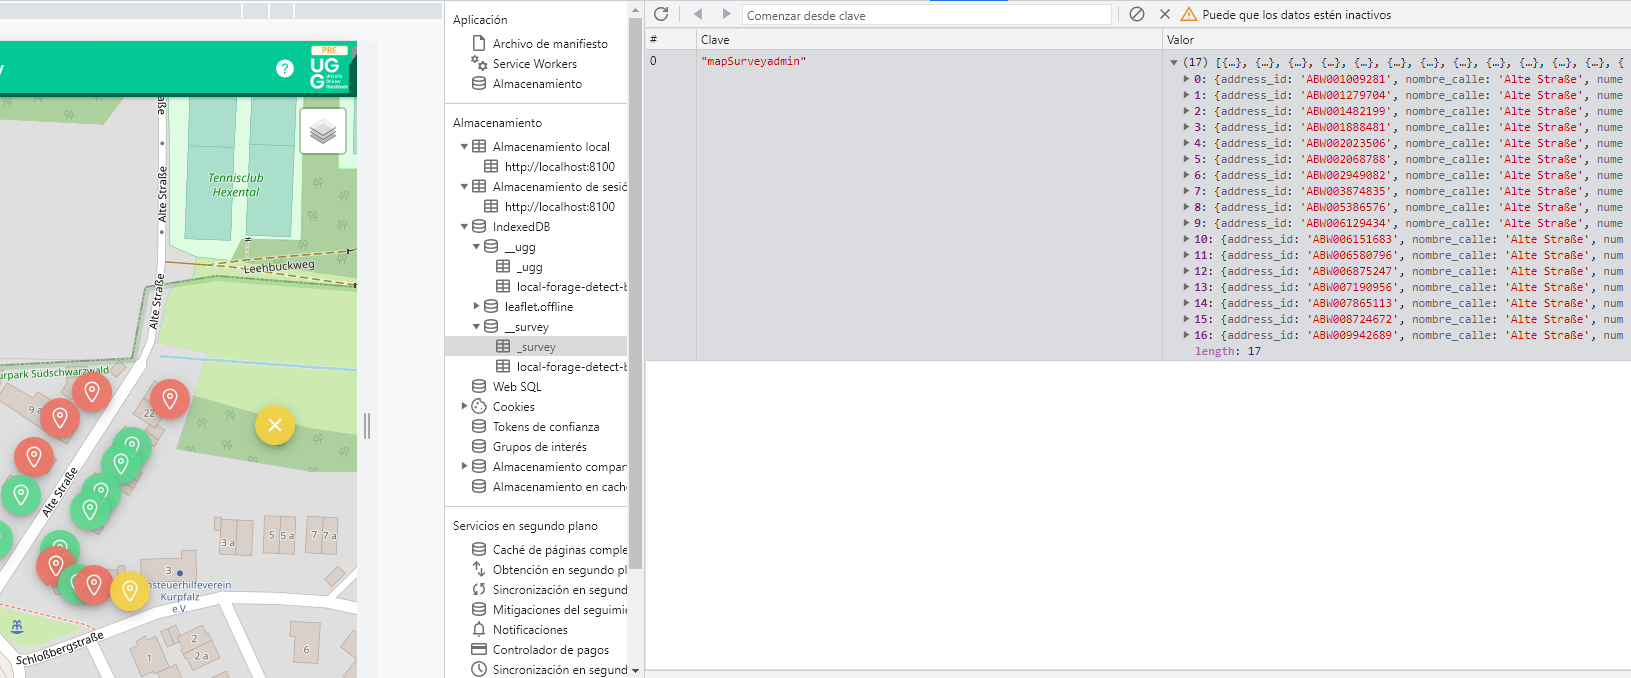 y
?
PRE
UG
G
Alte Straße
Alte Straße
Alte Straße
Alte Straße
Tennisclub
Hexental
Leehbuckweg
urpark Südschwarzwald
9 a
22
3 a
5 5 a
7 7 a
3
nsteuerhilfeverein
Kurpfalz
e.V.
Schloßbergstraße
1
2
2 a
6
Aplicación
Archivo de manifiesto
Service Workers
Almacenamiento
Almacenamiento
Almacenamiento local
http://localhost:8100
Almacenamiento de sesió
http://localhost:8100
IndexedDB
__ugg
_ugg
local-forage-detect-b
leaflet.offline
__survey
_survey
local-forage-detect-b
Web SQL
Cookies
Tokens de confianza
Grupos de interés
Almacenamiento compar
Almacenamiento en cach
Servicios en segundo plano
Caché de páginas comple
Obtención en segundo pl
Sincronización en segund
Mitigaciones del seguimie
Notificaciones
Controlador de pagos
Sincronización en segund
Comenzar desde clave
Puede que los datos estén inactivos
# Clave Valor
0 "mapSurveyadmin" (17) [{…}, {…}, {…}, {…}, {…}, {…}, {…}, {…}, {…}, {…}, {…}, {…}, {
0: {address_id: 'ABW001009281', nombre_calle: 'Alte Straße', nume
1: {address_id: 'ABW001279704', nombre_calle: 'Alte Straße', nume
2: {address_id: 'ABW001482199', nombre_calle: 'Alte Straße', nume
3: {address_id: 'ABW001888481', nombre_calle: 'Alte Straße', nume
4: {address_id: 'ABW002023506', nombre_calle: 'Alte Straße', nume
5: {address_id: 'ABW002068788', nombre_calle: 'Alte Straße', nume
6: {address_id: 'ABW002949082', nombre_calle: 'Alte Straße', nume
7: {address_id: 'ABW003874835', nombre_calle: 'Alte Straße', nume
8: {address_id: 'ABW005386576', nombre_calle: 'Alte Straße', nume
9: {address_id: 'ABW006129434', nombre_calle: 'Alte Straße', nume
10: {address_id: 'ABW006151683', nombre_calle: 'Alte Straße', num
11: {address_id: 'ABW006580796', nombre_calle: 'Alte Straße', num
12: {address_id: 'ABW006875247', nombre_calle: 'Alte Straße', num
13: {address_id: 'ABW007190956', nombre_calle: 'Alte Straße', num
14: {address_id: 'ABW007865113', nombre_calle: 'Alte Straße', num
15: {address_id: 'ABW008724672', nombre_calle: 'Alte Straße', num
16: {address_id: 'ABW009942689', nombre_calle: 'Alte Straße', num
length: 17